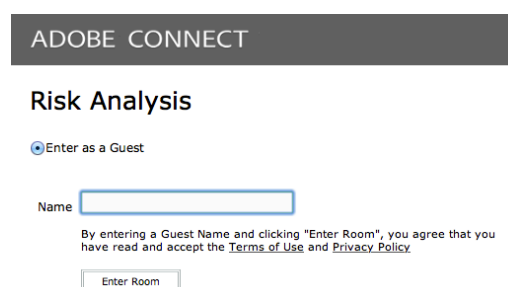 ADOBE CONNECT
Risk Analysis
Enter as a Guest
Name
By entering a Guest Name and clicking "Enter Room", you agree that you
have read and accept the Terms of Use and Privacy Policy
Enter Room